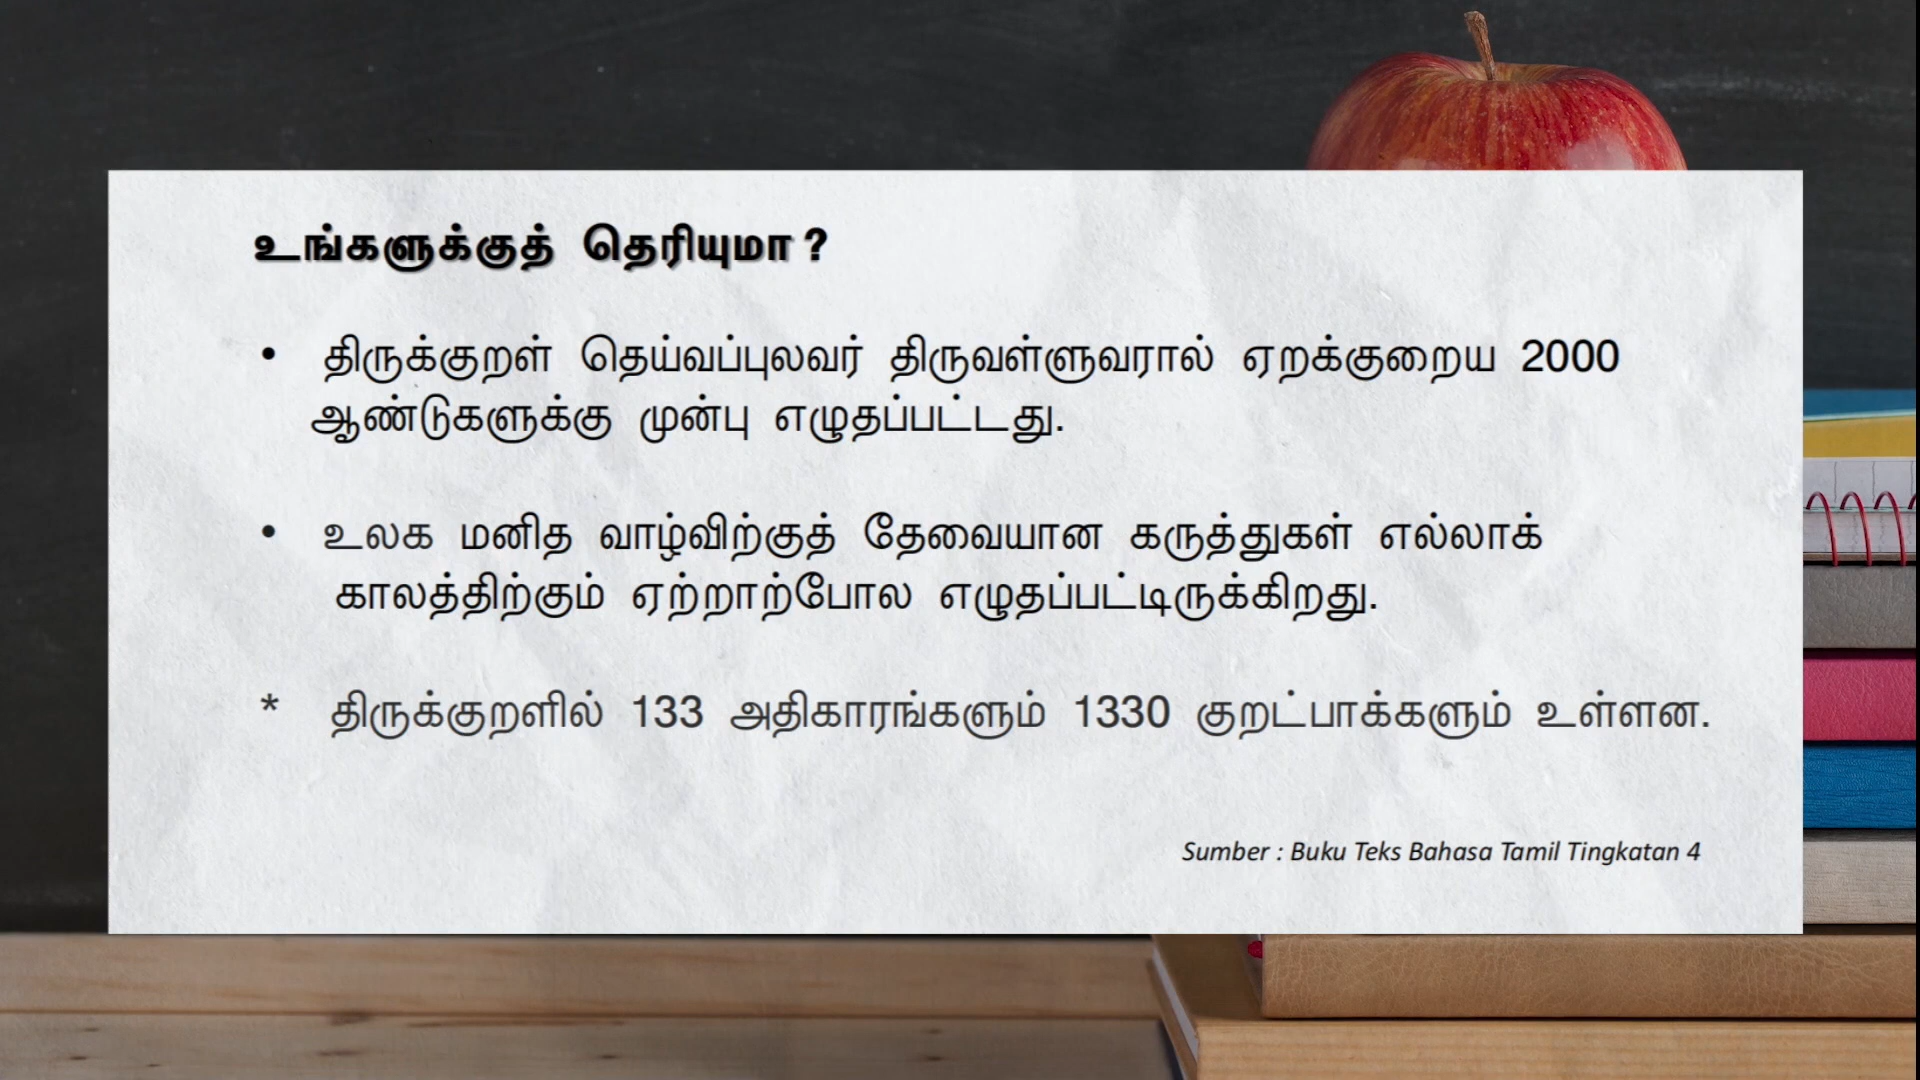 உங்களுக்குத் தெரியுமா ?
• திருக்குறள் தெய்வப்புலவர் திருவள்ளுவரால் ஏறக்குறைய 2000
ஆண்டுகளுக்கு முன்பு எழுதப்பட்டது.
• உலக மனித வாழ்விற்குத் தேவையான கருத்துகள் எல்லாக்
காலத்திற்கும் ஏற்றாற்போல எழுதப்பட்டிருக்கிறது.
* திருக்குறளில் 133 அதிகாரங்களும் 1330 குறட்பாக்களும் உள்ளன.
Sumber : Buku Teks Bahasa Tamil Tingkatan 4